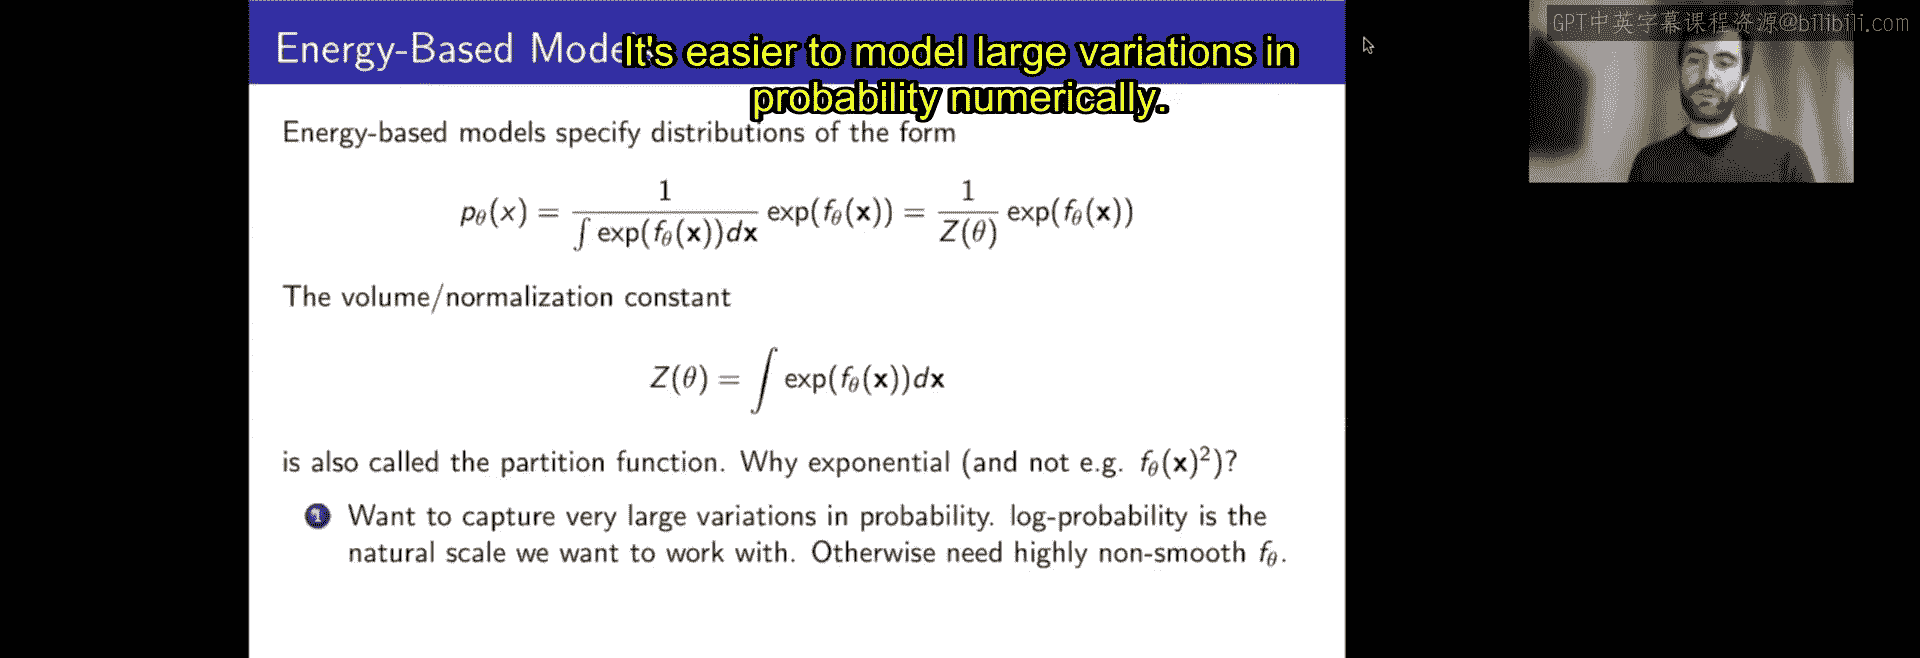 Energy-Based Mode
It's easier to model large variations in
probability numerically.
GPT中英字幕课程资源@bilibili.com
Energy-based models specify distributions of the form
pθ(x) = 1 / ∫ exp(fθ(𝐱))d𝐱 exp(fθ(𝐱)) = 1 / Z(θ) exp(fθ(𝐱))
The volume/normalization constant
Z(θ) = ∫ exp(fθ(𝐱))d𝐱
is also called the partition function. Why exponential (and not e.g. fθ(𝐱)²)?
1 Want to capture very large variations in probability. log-probability is the
natural scale we want to work with. Otherwise need highly non-smooth fθ.